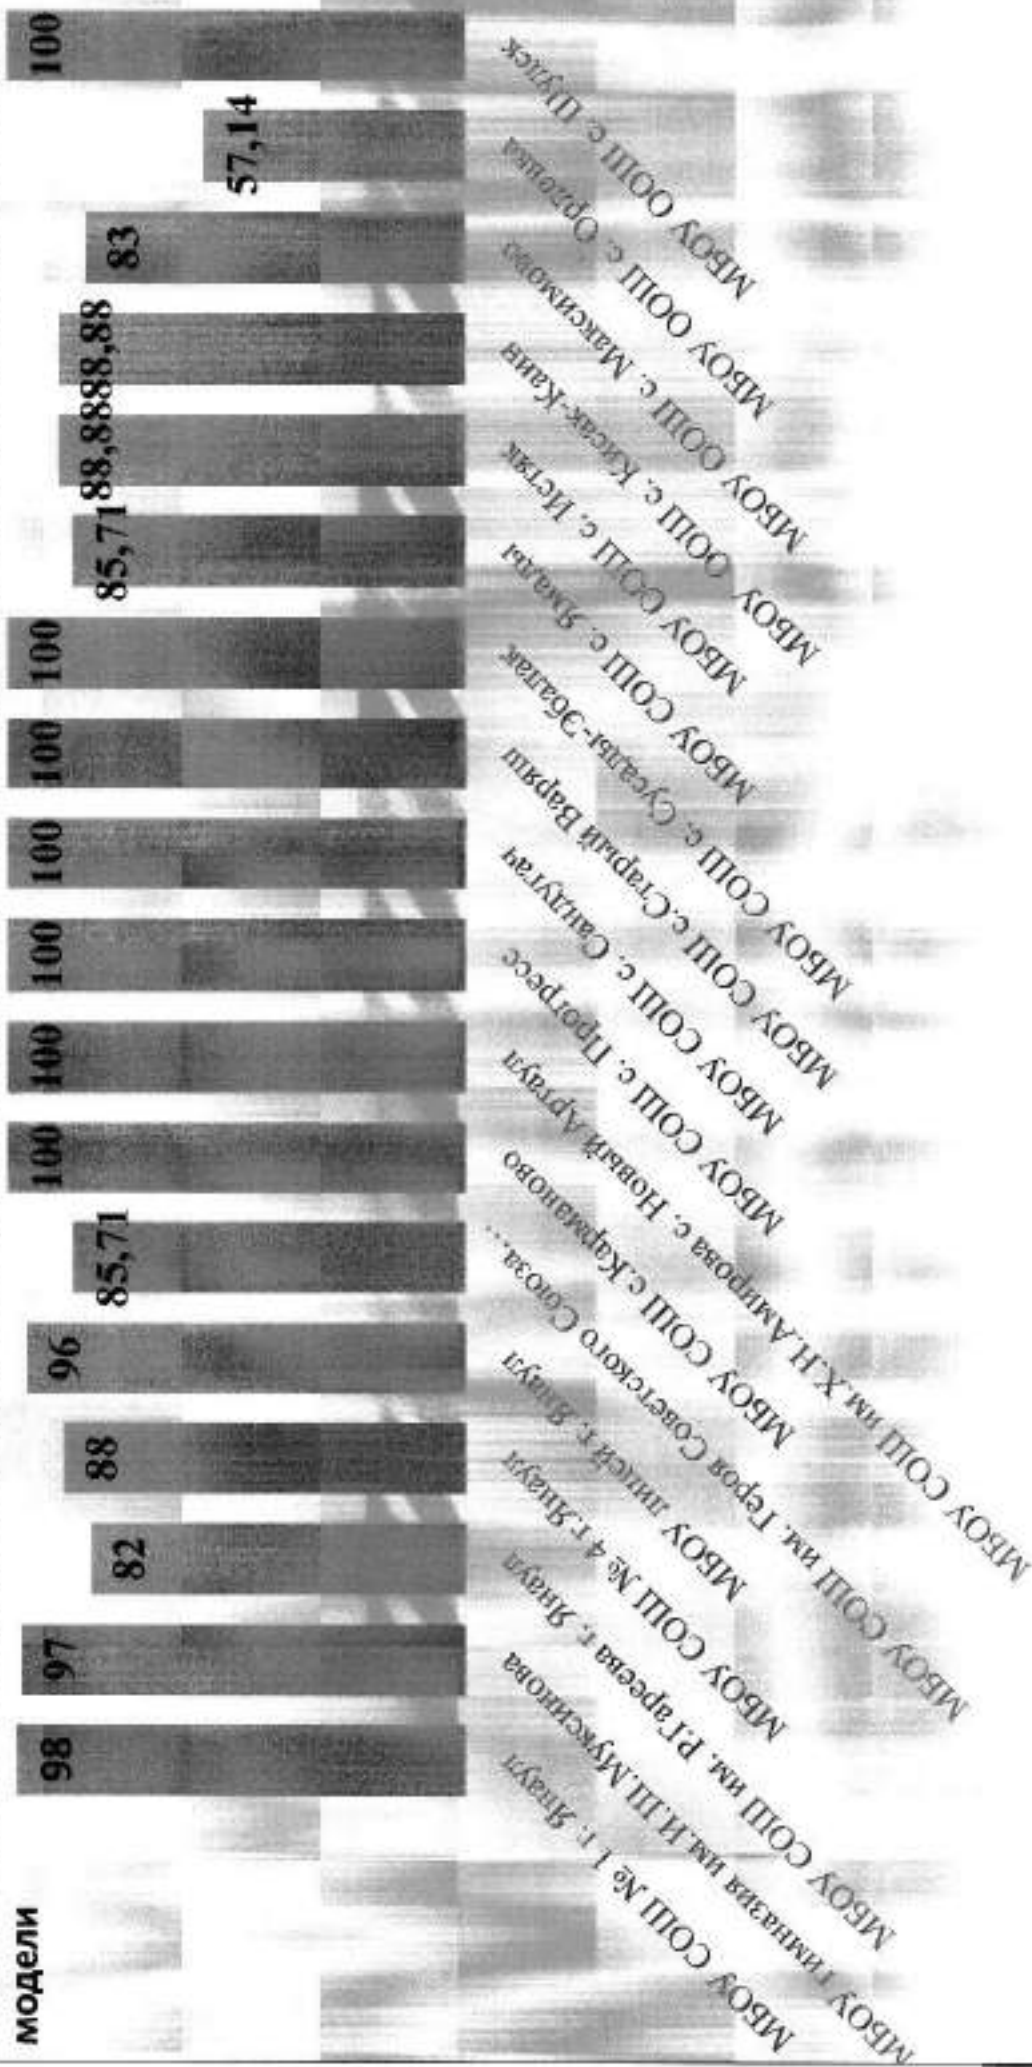 модели
98
97
82
88
96
85,71
100
100
100
100
100
100
85,71
88,88
88,88
83
57,14
100
МБОУ СОШ № 1 г. Янаул
МБОУ гимназия им.И.Ш.Муксинова
МБОУ СОШ им. Р.Гареева г. Янаул
МБОУ СОШ № 4 г.Янаул
МБОУ лицей г. Янаул
МБОУ СОШ им. Героя Советского Союза…
МБОУ СОШ с.Карманово
МБОУ СОШ им.Х.Н.Амирова с. Новый Артаул
МБОУ СОШ с. Прогресс
МБОУ СОШ с. Сандугач
МБОУ СОШ с.Старый Варяш
МБОУ СОШ с. Сусады-Эбалак
МБОУ СОШ с. Ямады
МБОУ СОШ с. Истяк
МБОУ ООШ с. Кисак-Каин
МБОУ ООШ с. Максимово
МБОУ ООШ с. Орловка
МБОУ ООШ с. Шудек